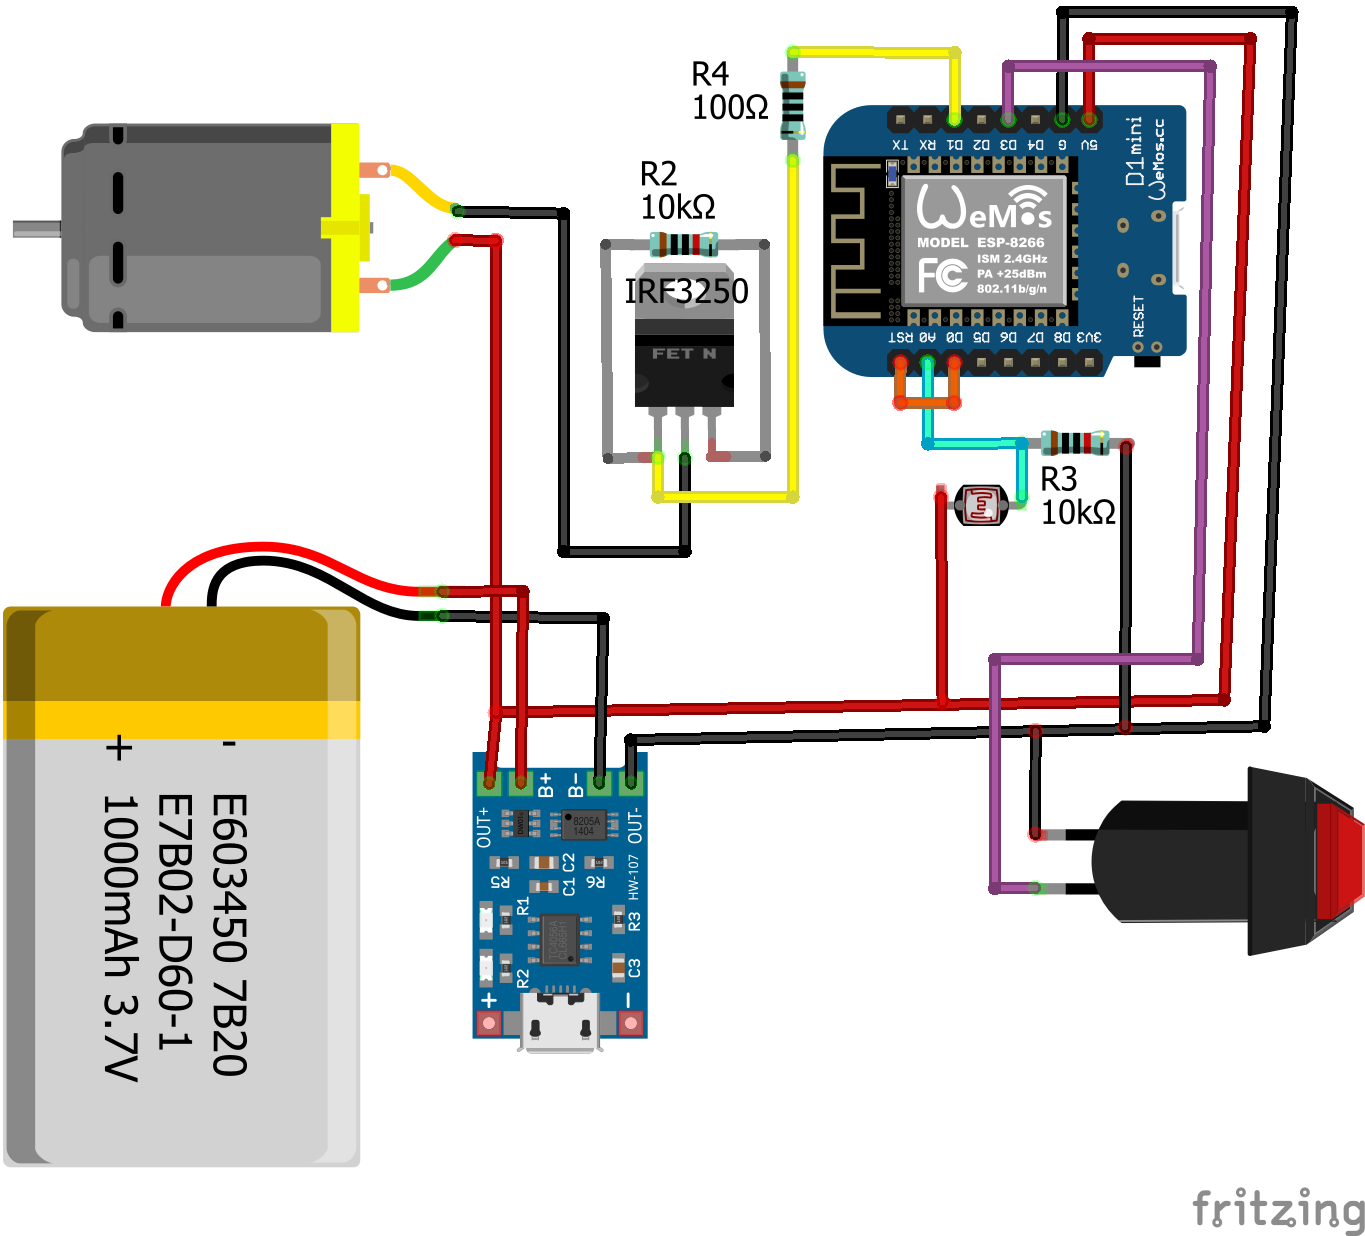 R4
100Ω
R2
10kΩ
IRF3250
FET N
TX
RX
D1
D2
D3
D4
G
5V
D1mini
WeMos.cc
WeMos
MODEL ESP-8266
ISM 2.4GHz
PA +25dBm
802.11b/g/n
FC
RESET
RST
A0
D0
D5
D6
D7
D8
3V3
R3
10kΩ
+ -
E603450 7B20
E7B02-D60-1
1000mAh 3.7V
OUT+
B+
B-
OUT-
8205A
1404
R5
C2
C1
R6
HW-107
R1
R3
R2
C3
+
-
fritzing